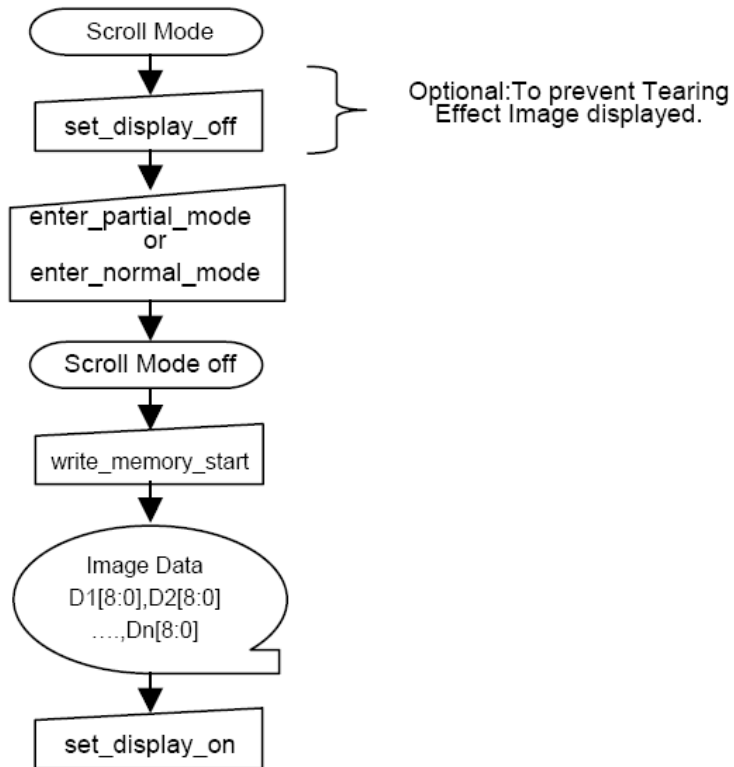 Scroll Mode
set_display_off
Optional:To prevent Tearing
Effect Image displayed.
enter_partial_mode
or
enter_normal_mode
Scroll Mode off
write_memory_start
Image Data
D1[8:0],D2[8:0]
....,Dn[8:0]
set_display_on